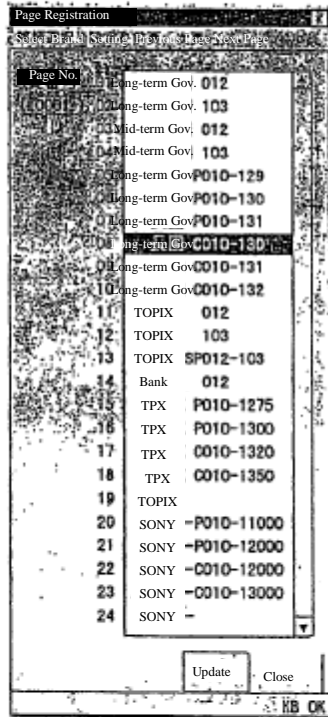 Page Registration
Select Brand Setting Previous Page Next Page
Page No.
Long-term Gov. 012
02 Long-term Gov. 103
03 Mid-term Gov. 012
04 Mid-term Gov. 103
Long-term Gov. P010-129
Long-term Gov. P010-130
Long-term Gov. P010-131
Long-term Gov. C010-130
Long-term Gov. C010-131
10 Long-term Gov. C010-132
11 TOPIX 012
12 TOPIX 103
13 TOPIX SP012-103
14 Bank 012
15 TPX P010-1275
16 TPX P010-1300
17 TPX C010-1320
18 TPX C010-1350
19 TOPIX
20 SONY -P010-11000
21 SONY -P010-12000
22 SONY -C010-12000
23 SONY -C010-13000
24 SONY -
Update Close
KB OK